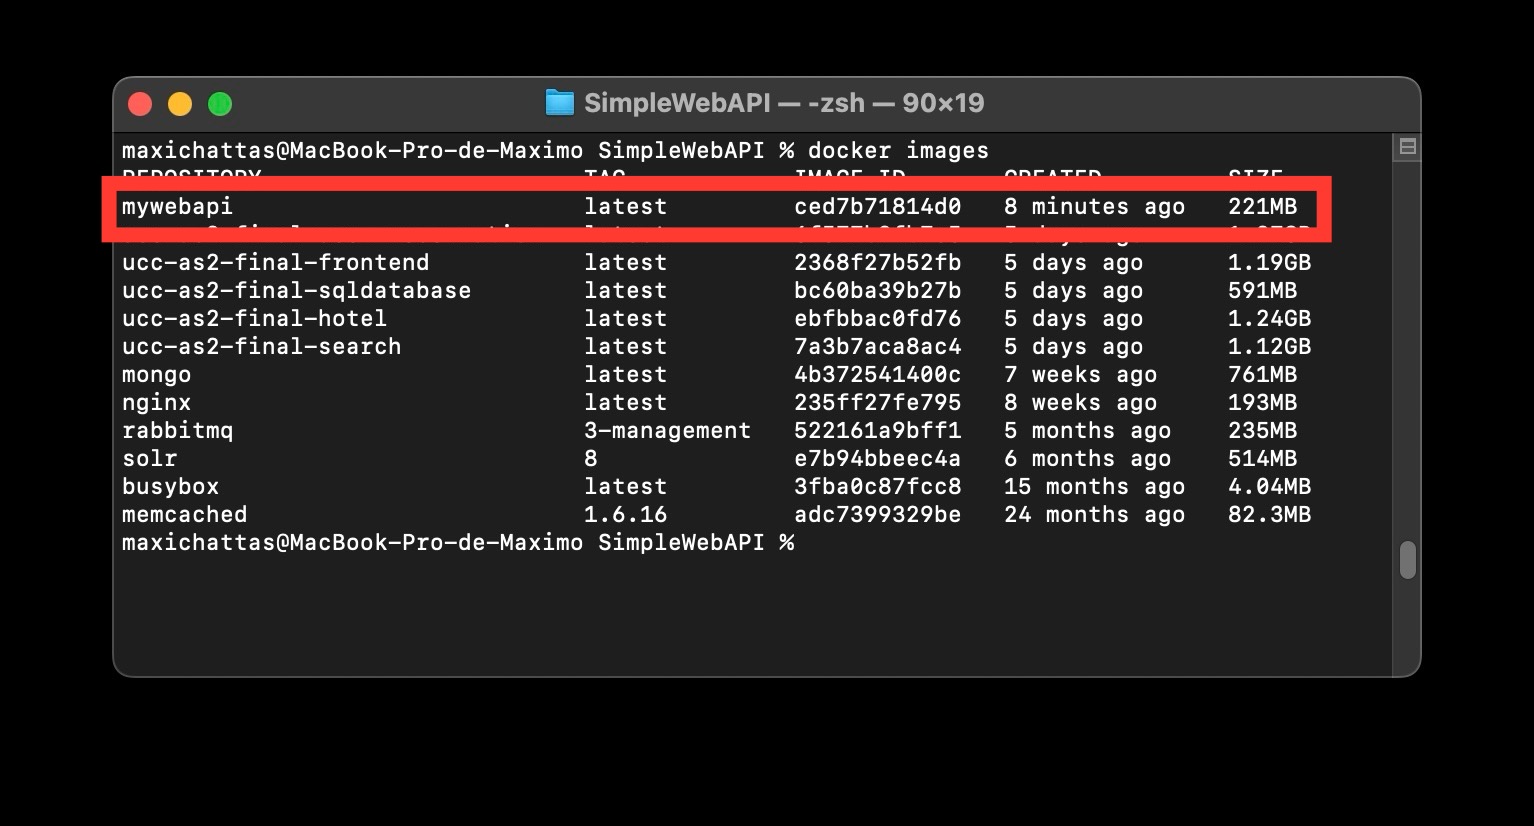 SimpleWebAPI — -zsh — 90×19
maxichattas@MacBook-Pro-de-Maximo SimpleWebAPI % docker images
REPOSITORY TAG IMAGE ID CREATED SIZE
mywebapi latest ced7b71814d0 8 minutes ago 221MB
latest days ago
ucc-as2-final-frontend latest 2368f27b52fb 5 days ago 1.19GB
ucc-as2-final-sqldatabase latest bc60ba39b27b 5 days ago 591MB
ucc-as2-final-hotel latest ebfbbac0fd76 5 days ago 1.24GB
ucc-as2-final-search latest 7a3b7aca8ac4 5 days ago 1.12GB
mongo latest 4b372541400c 7 weeks ago 761MB
nginx latest 235ff27fe795 8 weeks ago 193MB
rabbitmq 3-management 522161a9bff1 5 months ago 235MB
solr 8 e7b94bbeec4a 6 months ago 514MB
busybox latest 3fba0c87fcc8 15 months ago 4.04MB
memcached 1.6.16 adc7399329be 24 months ago 82.3MB
maxichattas@MacBook-Pro-de-Maximo SimpleWebAPI %